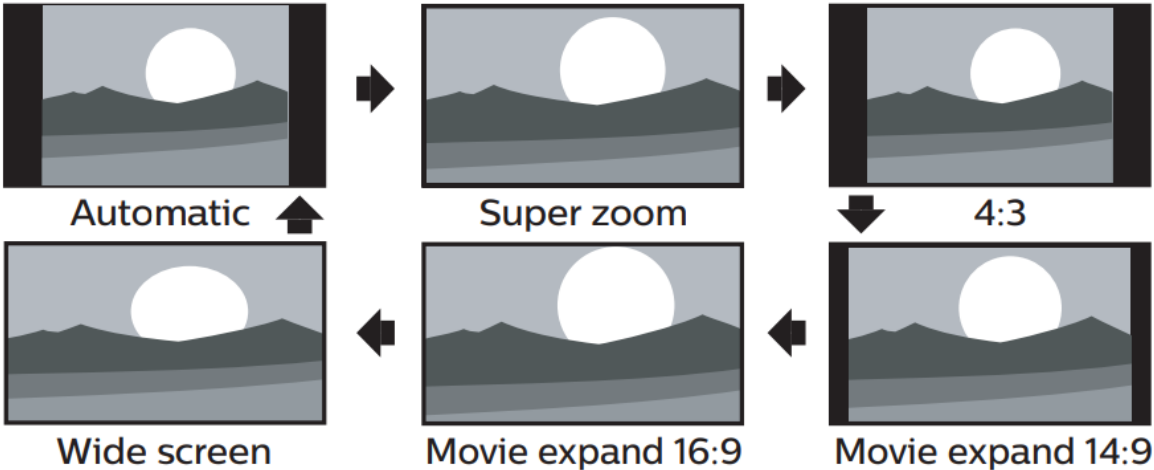 Automatic
Super zoom
4:3
Wide screen
Movie expand 16:9
Movie expand 14:9